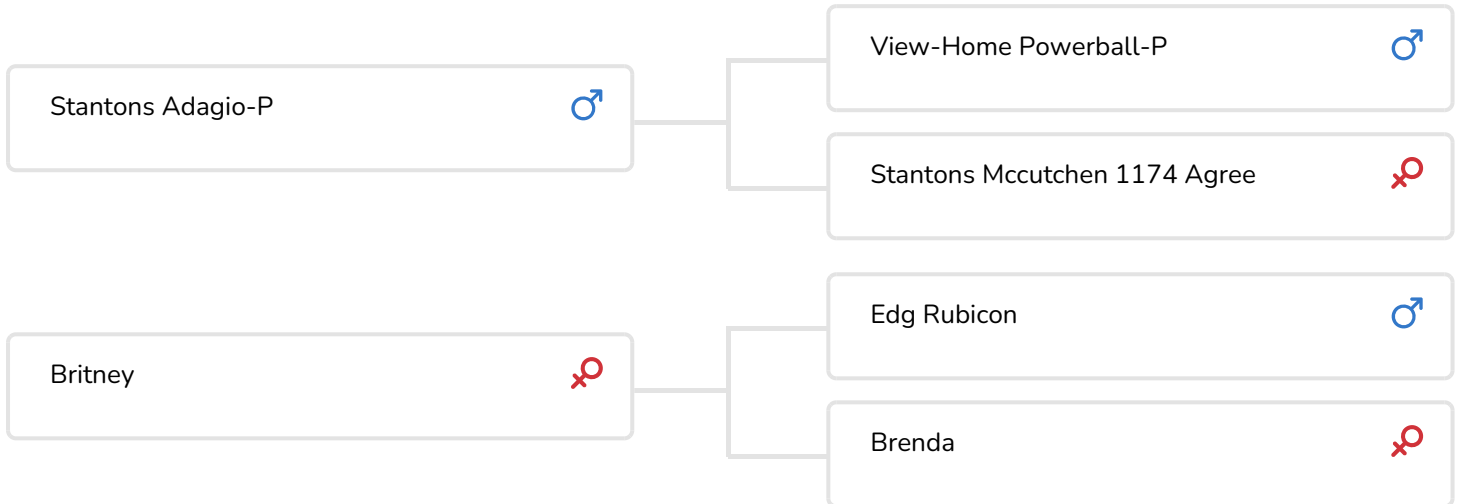 View-Home Powerball-P
Stantons Adagio-P
Stantons Mccutchen 1174 Agree
Edg Rubicon
Britney
Brenda